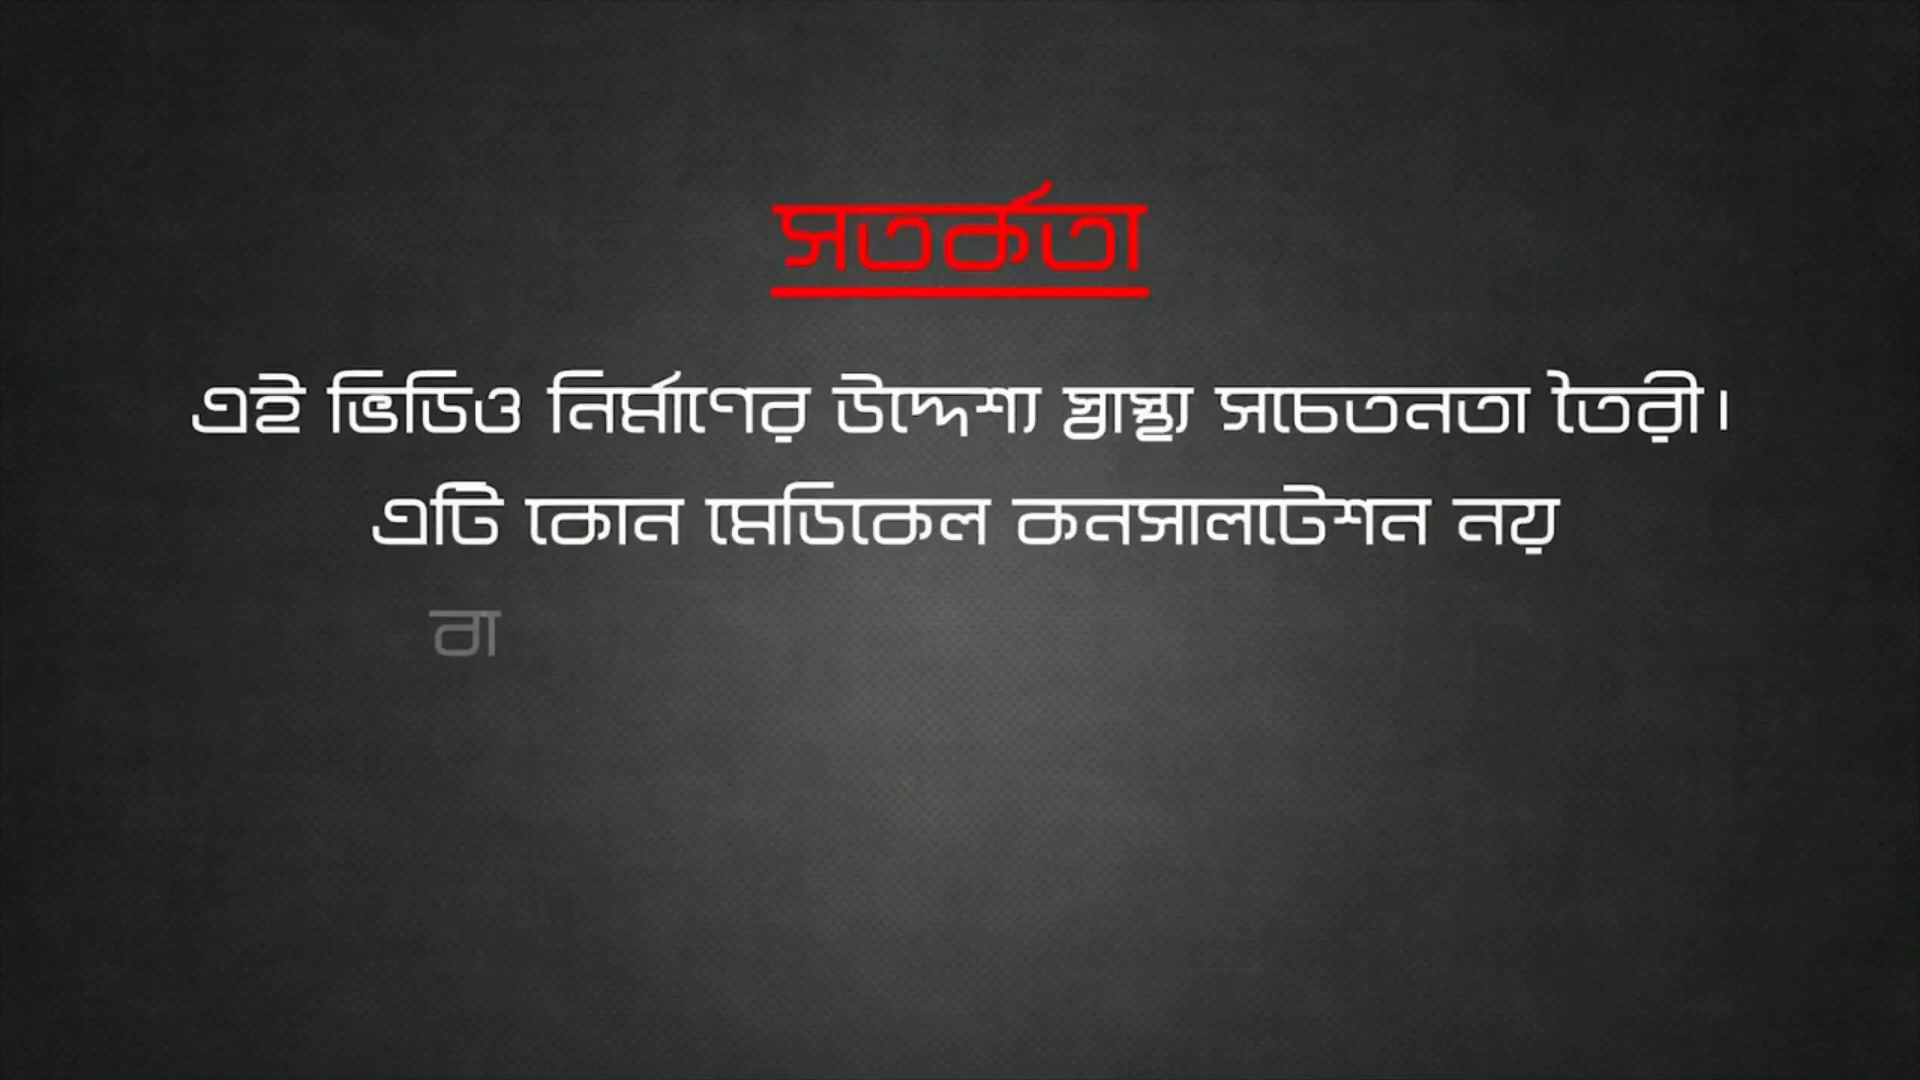 সতর্কতা
এই ভিডিও নির্মাণের উদ্দেশ্য স্বাস্থ্য সচেতনতা তৈরী।
এটি কোন মেডিকেল কনসালটেশন নয়